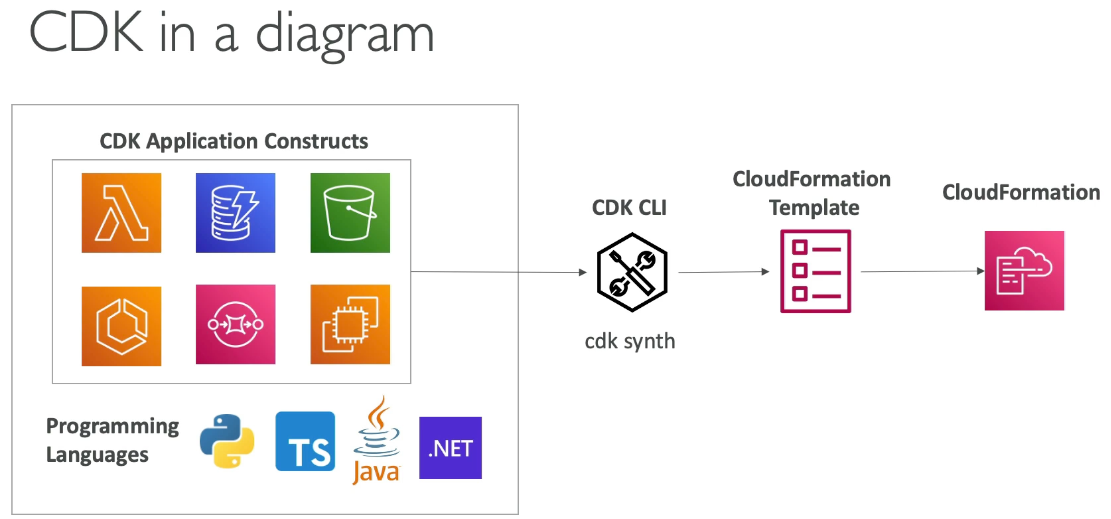 CDK in a diagram
CDK Application Constructs
Programming
Languages
TS
Java
.NET
CDK CLI
cdk synth
CloudFormation
Template
CloudFormation